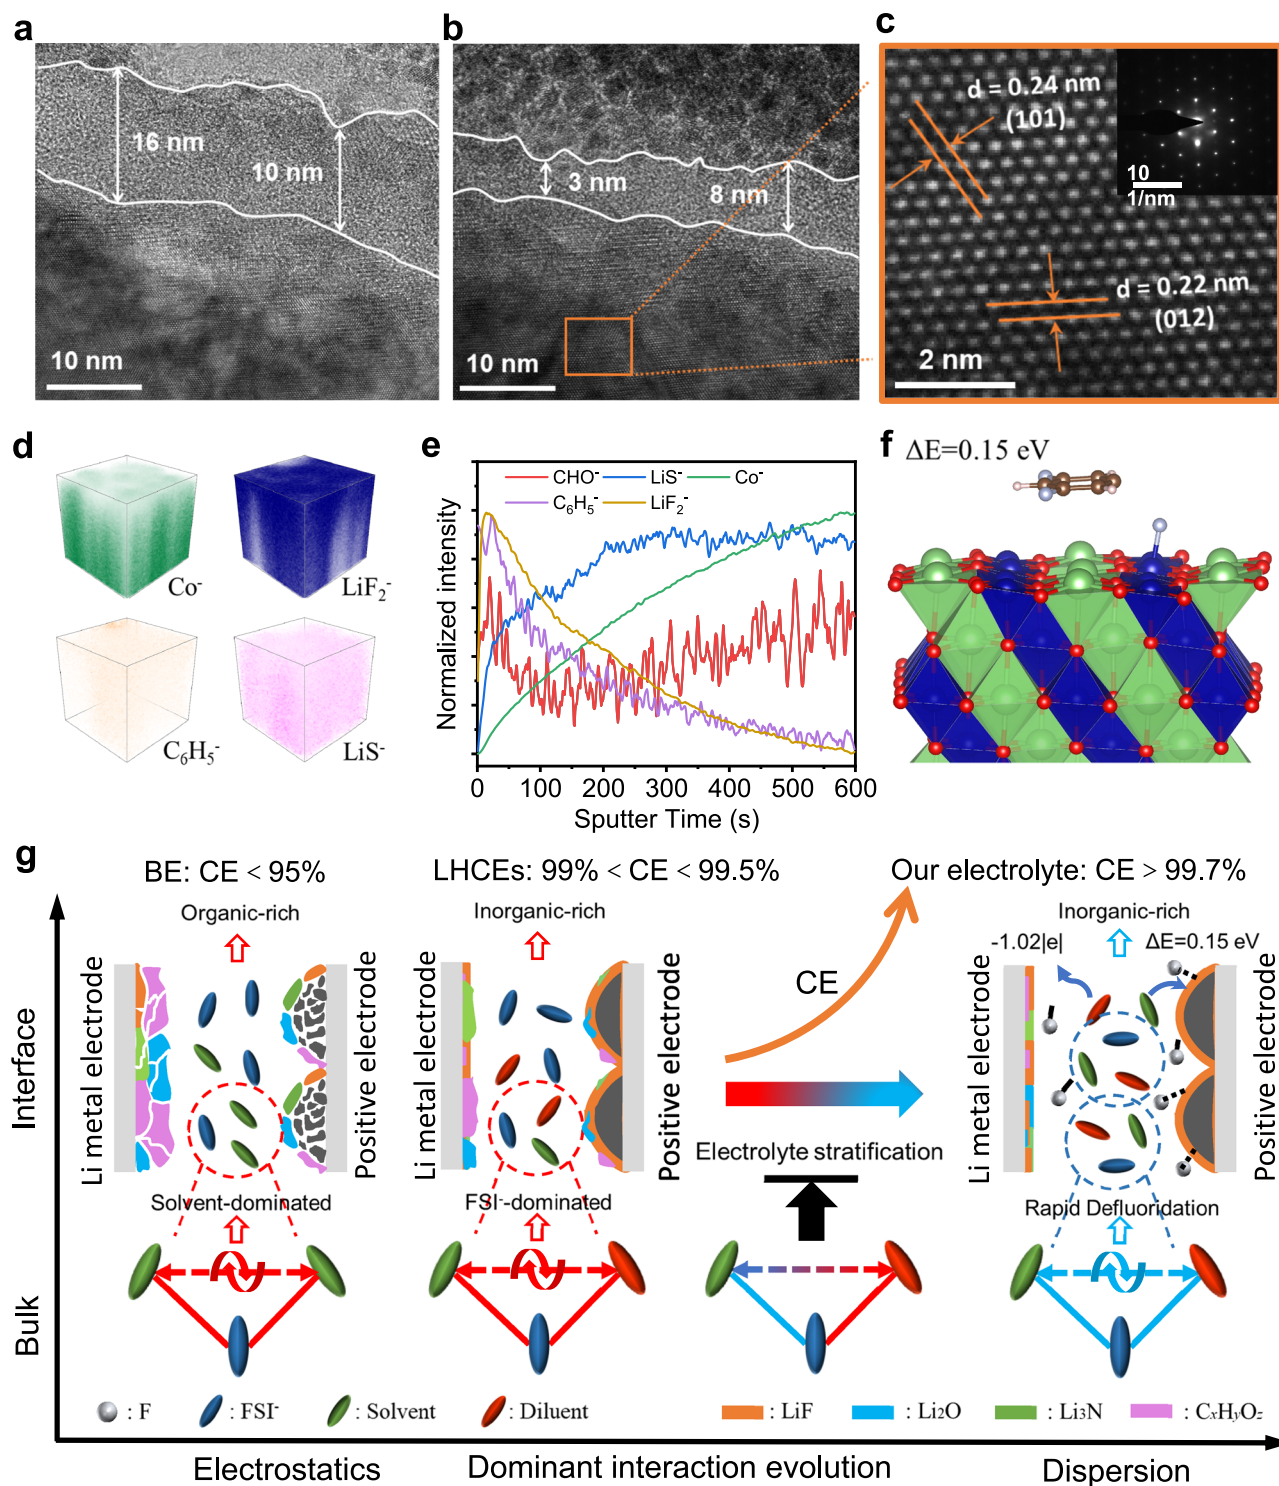 a
16 nm
10 nm
10 nm
b
3 nm
8 nm
10 nm
c
d = 0.24 nm
(101)
10
1/nm
d = 0.22 nm
(012)
2 nm
d
Co⁻
LiF₂⁻
C₆H₅⁻
LiS⁻
e
CHO⁻ LiS⁻ Co⁻
C₆H₅⁻ LiF₂⁻
Normalized intensity
0 100 200 300 400 500 600
Sputter Time (s)
f
ΔE=0.15 eV
g
BE: CE < 95%
LHCEs: 99% < CE < 99.5%
Our electrolyte: CE > 99.7%
Organic-rich
Inorganic-rich
Inorganic-rich
-1.02|e|
ΔE=0.15 eV
Interface
Li metal electrode
Positive electrode
Li metal electrode
Positive electrode
CE
Electrolyte stratification
Li metal electrode
Positive electrode
Solvent-dominated
FSI⁻-dominated
Rapid Defluoridation
Bulk
: F
: FSI⁻
: Solvent
: Diluent
: LiF
: Li₂O
: Li₃N
: CₓHᵧO𝓏
Electrostatics
Dominant interaction evolution
Dispersion